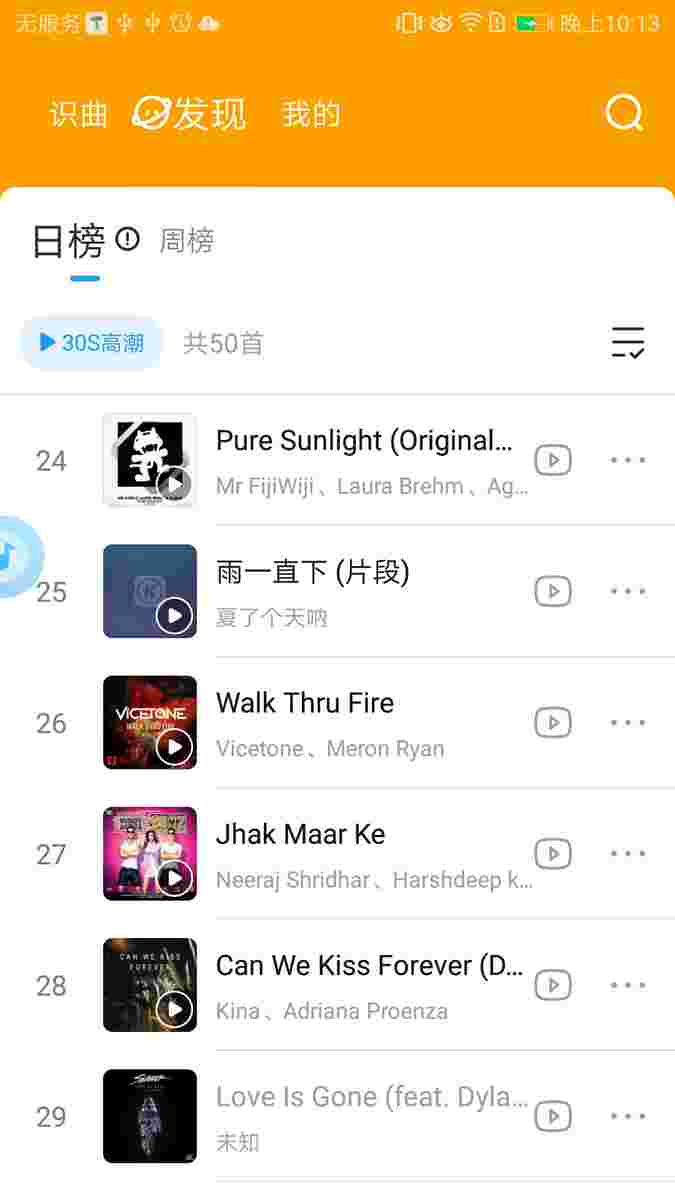 无服务 晚上10:13
识曲 发现 我的
日榜 周榜
30S高潮 共50首
24 Pure Sunlight (Original...
Mr FijiWiji、Laura Brehm、Ag...
25 雨一直下 (片段)
夏了个天呐
26 Walk Thru Fire
VICETONE
WALK THRU FIRE
Vicetone、Meron Ryan
27 Jhak Maar Ke
Neeraj Shridhar、Harshdeep k...
28 Can We Kiss Forever (D...
CAN WE KISS
FOREVER
Kina、Adriana Proenza
29 Love Is Gone (feat. Dyla...
未知